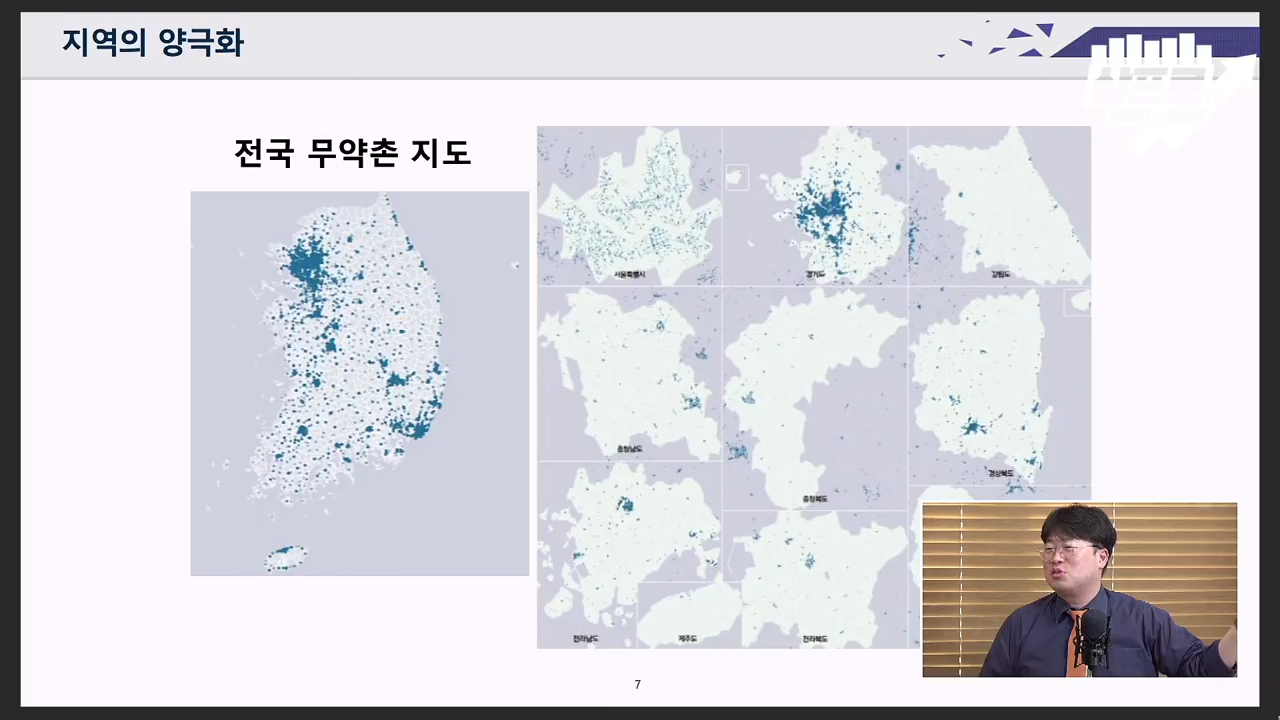 지역의 양극화
전국 무약촌 지도
서울특별시
경기도
강원도
충청남도
충청북도
경상북도
전라남도
제주도
전라북도
7